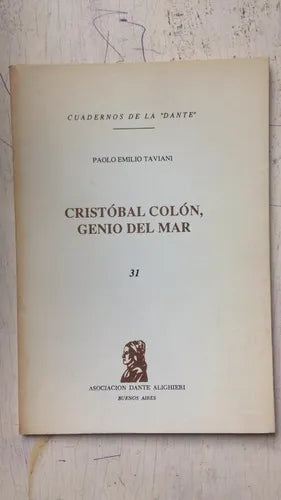 CUADERNOS DE LA "DANTE"
PAOLO EMILIO TAVIANI
CRISTÓBAL COLÓN,
GENIO DEL MAR
31
ASOCIACION DANTE ALIGHIERI
BUENOS AIRES